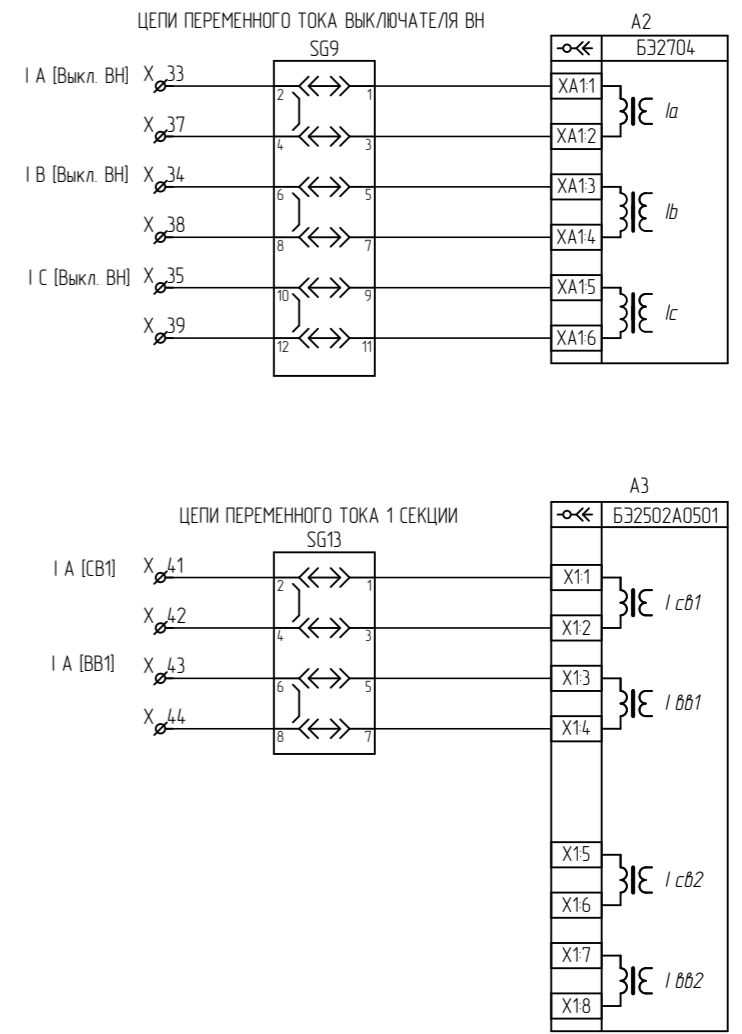 ЦЕПИ ПЕРЕМЕННОГО ТОКА ВЫКЛЮЧАТЕЛЯ ВН
A2
SG9
БЭ2704
I A [Выкл. ВН] X 33 2 1 XA1:1
Ia
X 37 4 3 XA1:2
I B [Выкл. ВН] X 34 6 5 XA1:3
Ib
X 38 8 7 XA1:4
I C [Выкл. ВН] X 35 10 9 XA1:5
Ic
X 39 12 11 XA1:6
A3
ЦЕПИ ПЕРЕМЕННОГО ТОКА 1 СЕКЦИИ
БЭ2502А0501
SG13
I A [СВ1] X 41 2 1 X1:1
I св1
X 42 4 3 X1:2
I A [ВВ1] X 43 6 5 X1:3
I вв1
X 44 8 7 X1:4
X1:5
I св2
X1:6
X1:7
I вв2
X1:8